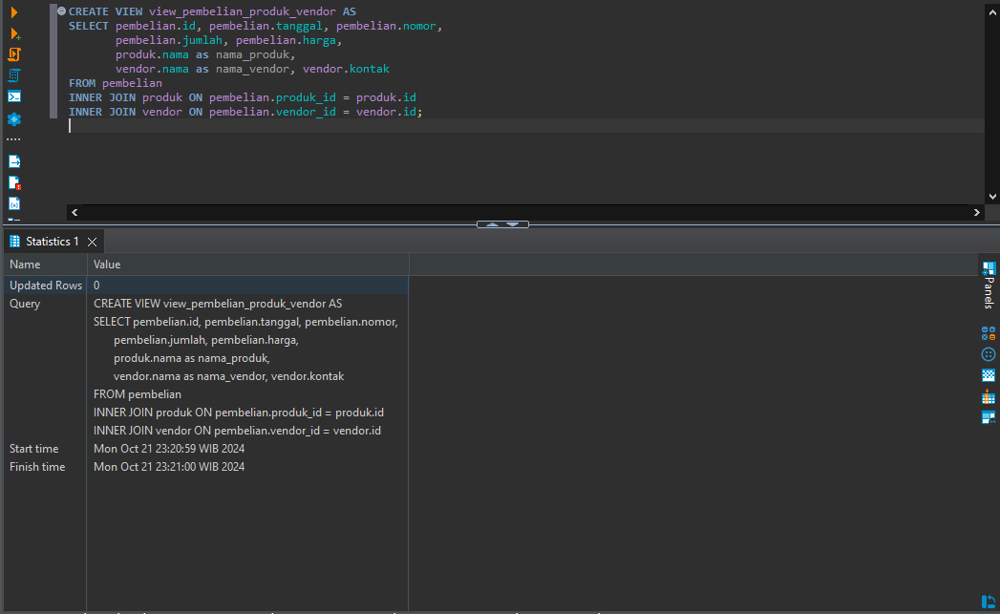 CREATE VIEW view_pembelian_produk_vendor AS
SELECT pembelian.id, pembelian.tanggal, pembelian.nomor,
pembelian.jumlah, pembelian.harga,
produk.nama as nama_produk,
vendor.nama as nama_vendor, vendor.kontak
FROM pembelian
INNER JOIN produk ON pembelian.produk_id = produk.id
INNER JOIN vendor ON pembelian.vendor_id = vendor.id;
Statistics 1
Name Value
Updated Rows 0
Query CREATE VIEW view_pembelian_produk_vendor AS
SELECT pembelian.id, pembelian.tanggal, pembelian.nomor,
pembelian.jumlah, pembelian.harga,
produk.nama as nama_produk,
vendor.nama as nama_vendor, vendor.kontak
FROM pembelian
INNER JOIN produk ON pembelian.produk_id = produk.id
INNER JOIN vendor ON pembelian.vendor_id = vendor.id
Start time Mon Oct 21 23:20:59 WIB 2024
Finish time Mon Oct 21 23:21:00 WIB 2024
Panels